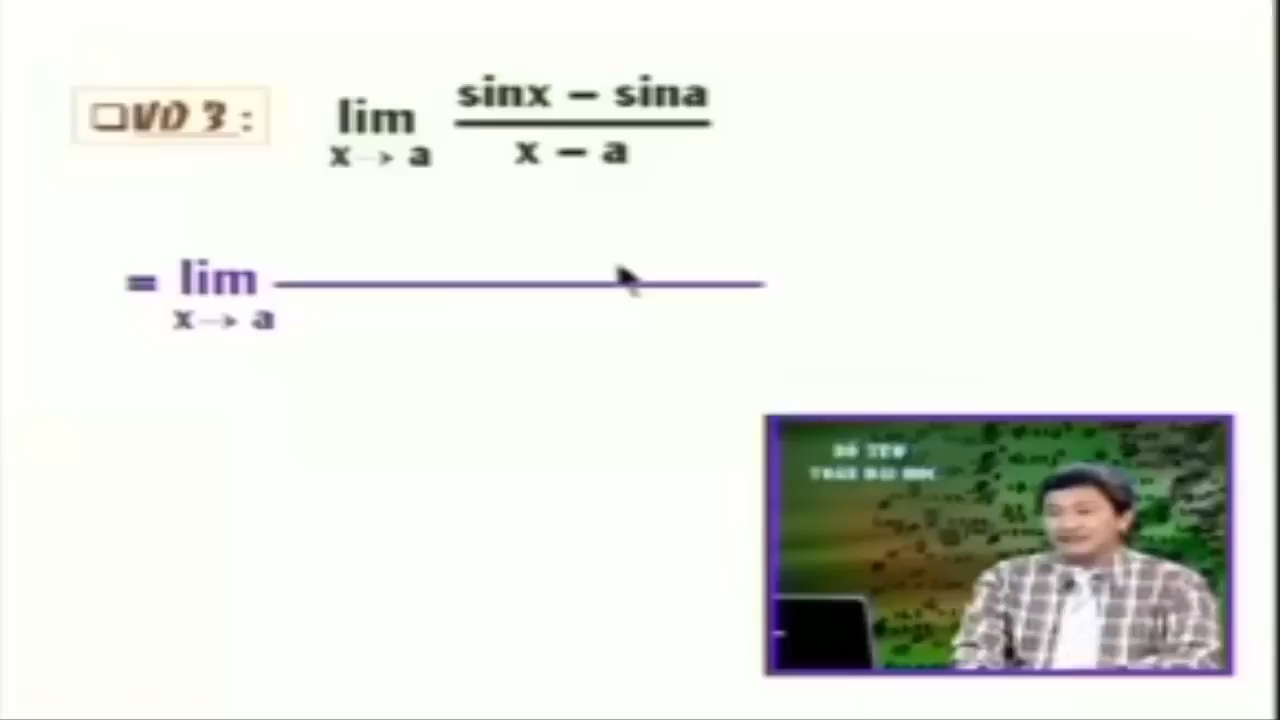 ❑VD 3 :
lim sinx – sina
x→ a x – a
= lim
x→ a